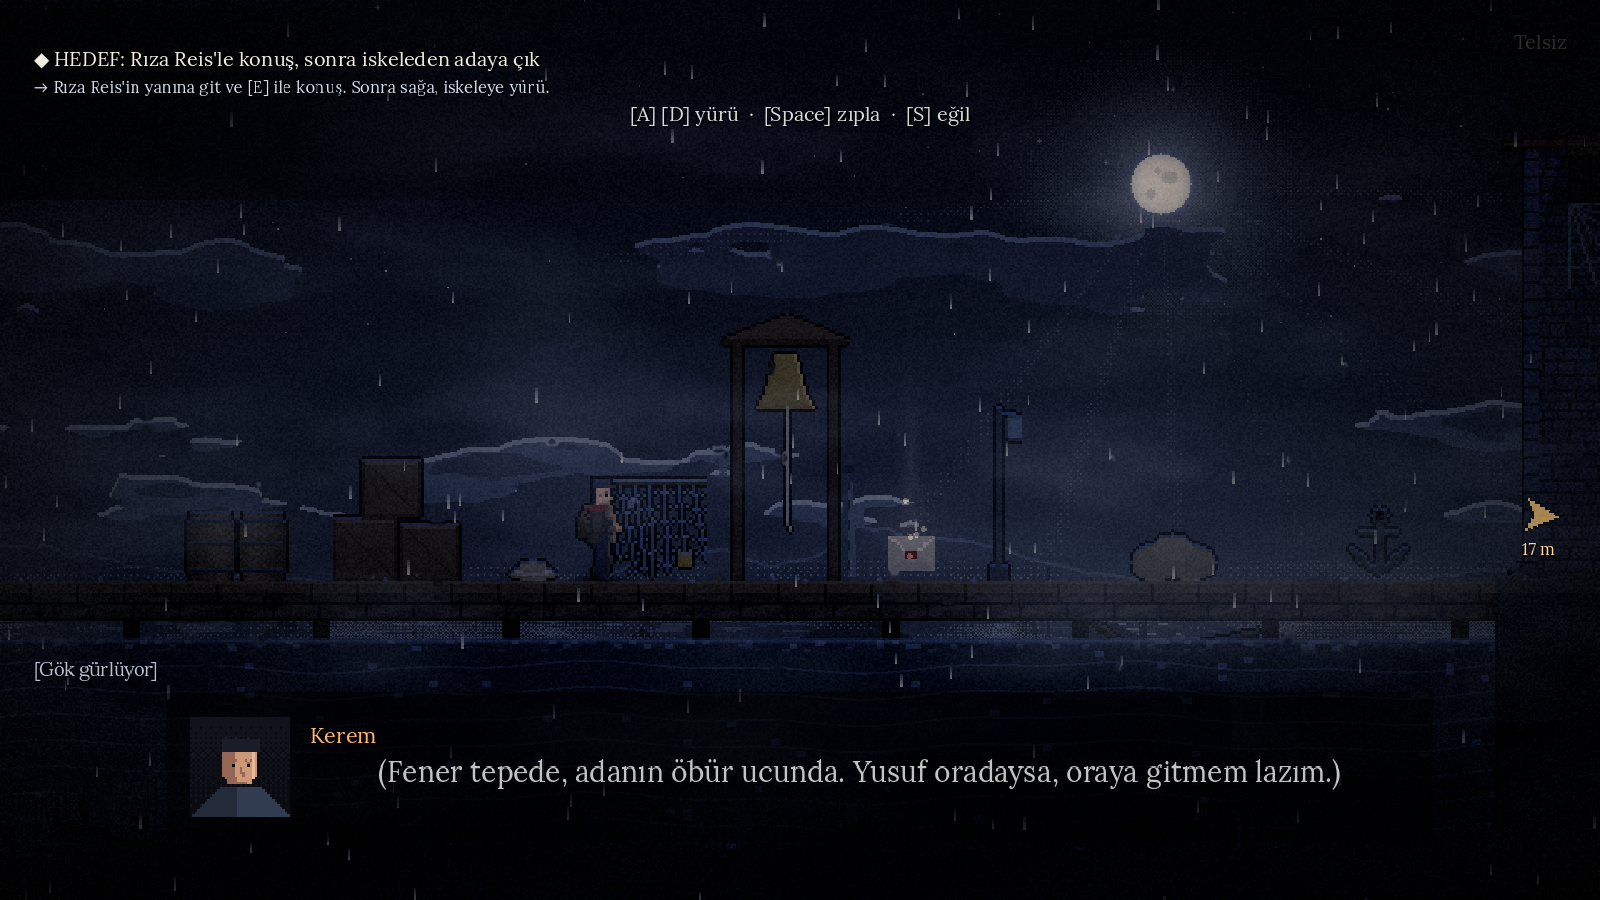 ◆ HEDEF: Rıza Reis'le konuş, sonra iskeleden adaya çık
→ Rıza Reis'in yanına git ve [E] ile konuş. Sonra sağa, iskeleye yürü.
Telsiz
[A] [D] yürü · [Space] zıpla · [S] eğil
17 m
[Gök gürlüyor]
Kerem
(Fener tepede, adanın öbür ucunda. Yusuf oradaysa, oraya gitmem lazım.)